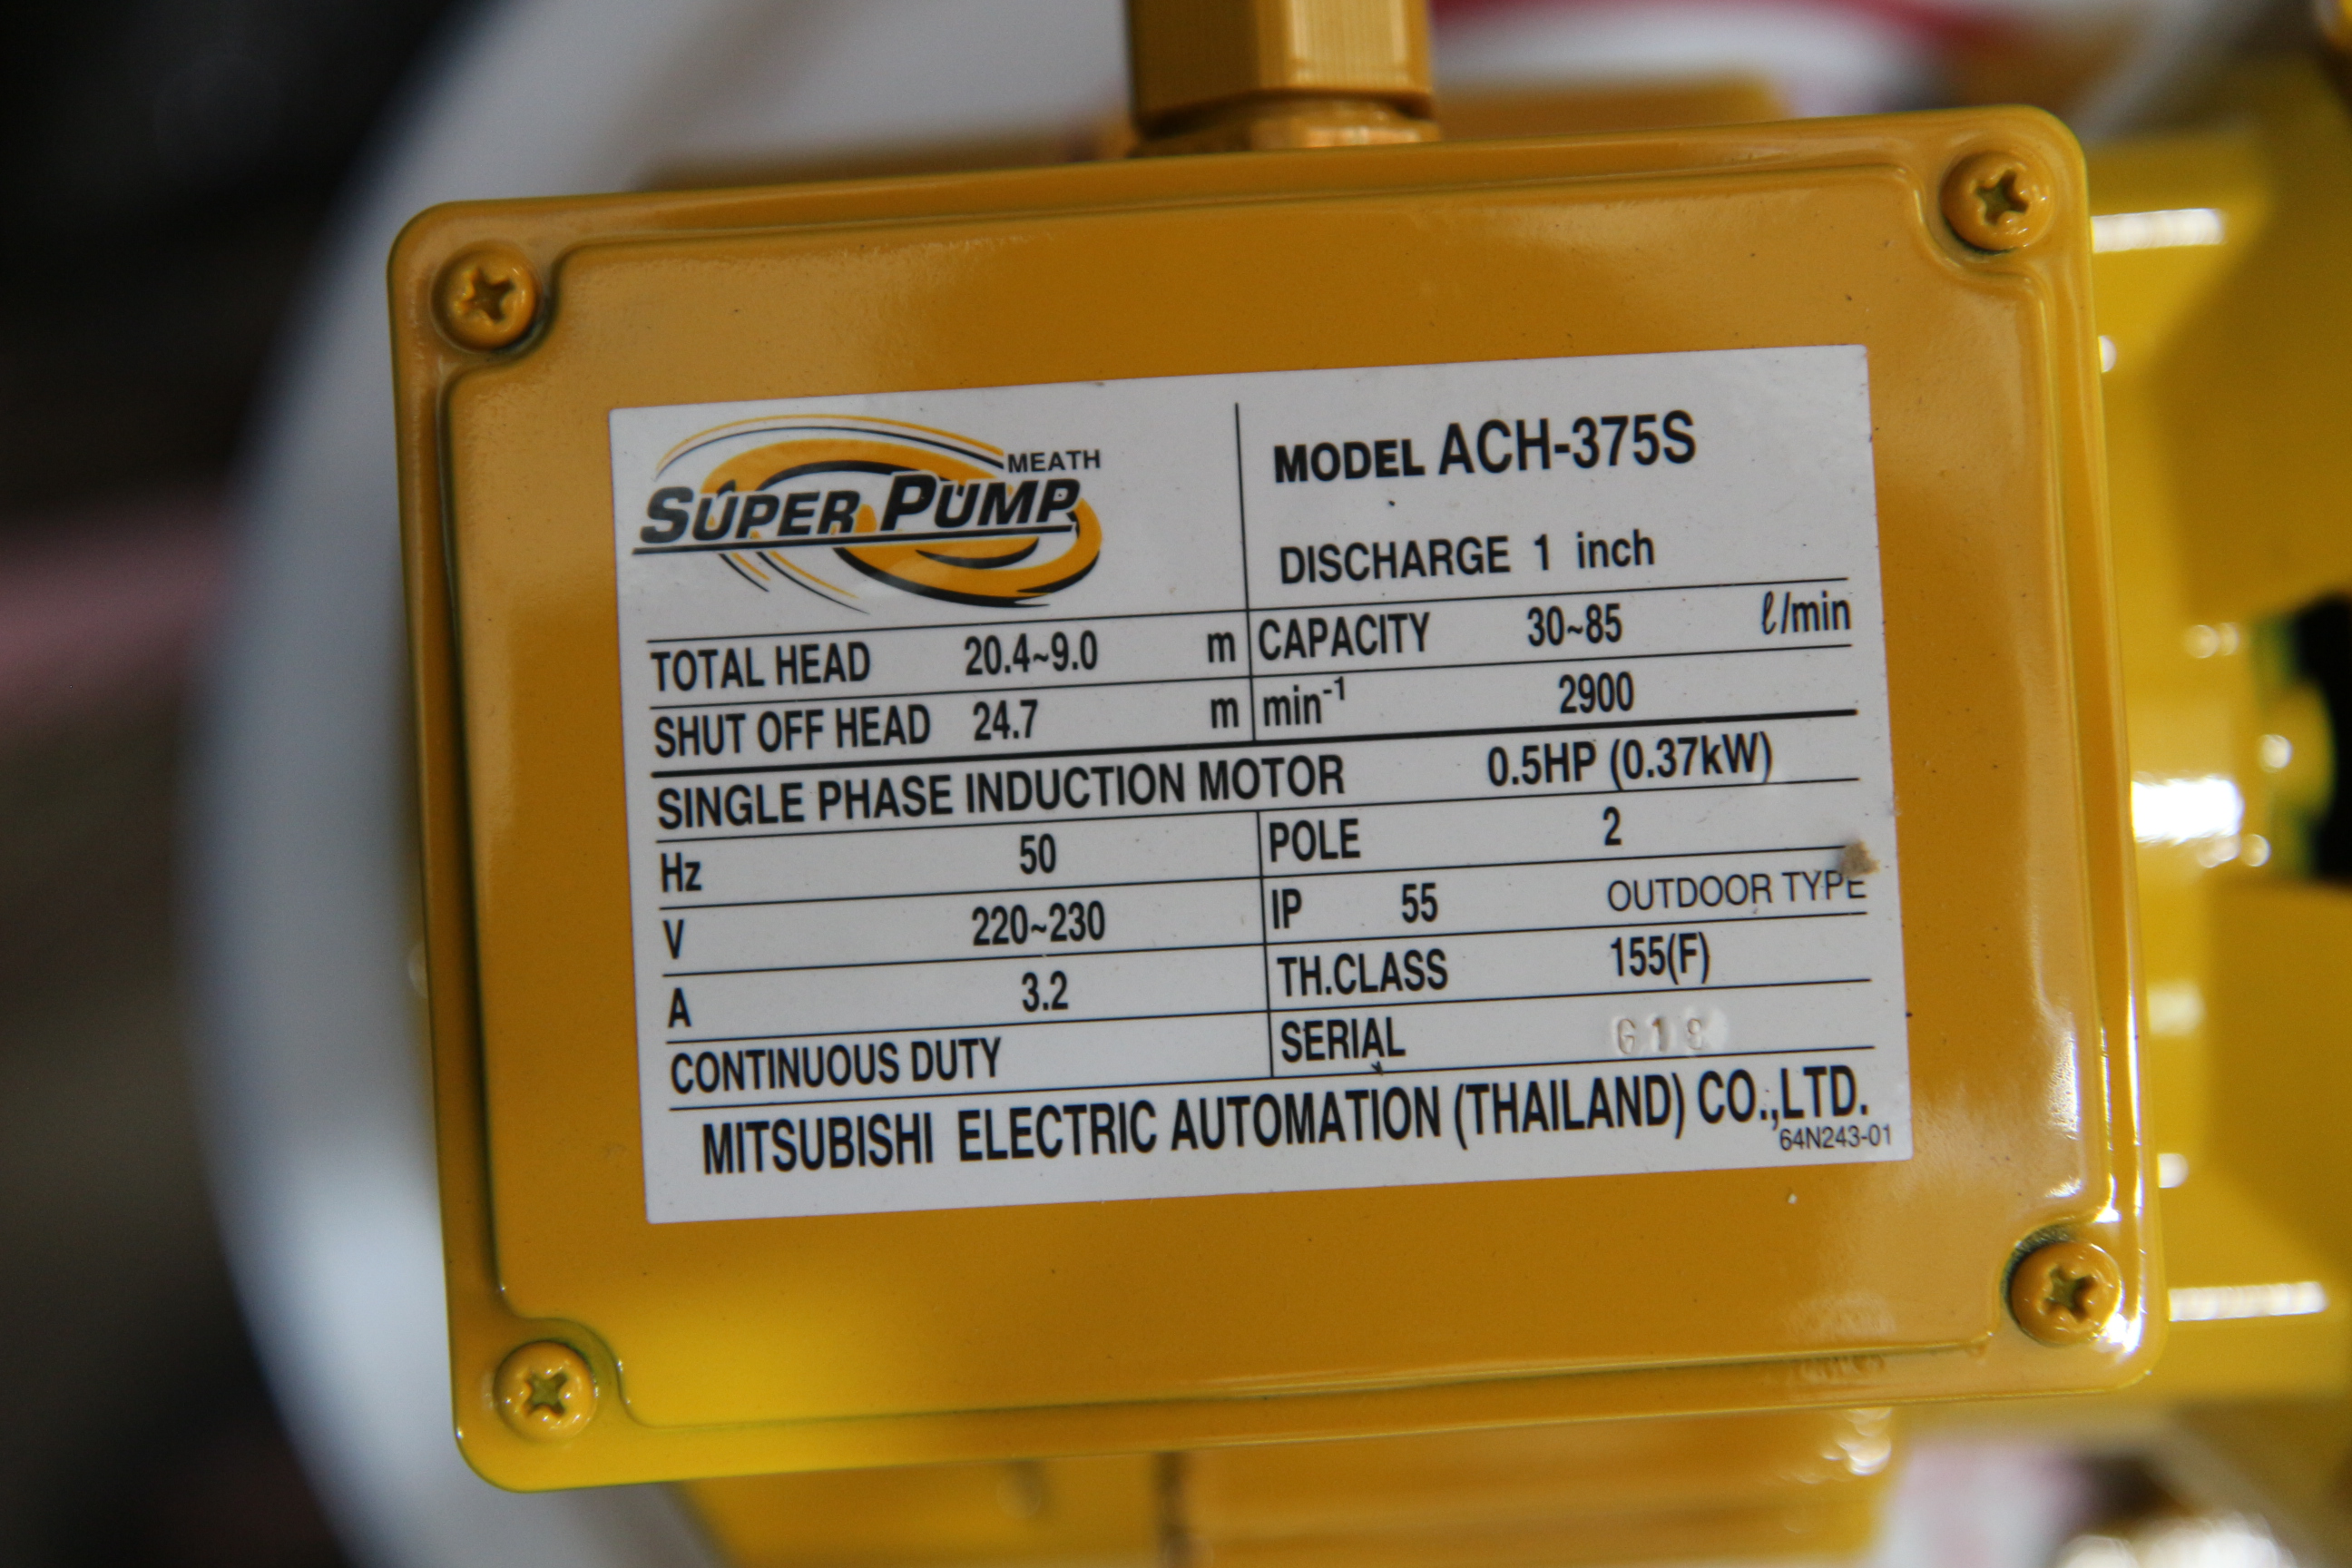 MEATH
SUPER PUMP
MODEL ACH-375S
DISCHARGE 1 inch
TOTAL HEAD 20.4~9.0 m CAPACITY 30~85 ℓ/min
SHUT OFF HEAD 24.7 m min⁻¹ 2900
SINGLE PHASE INDUCTION MOTOR 0.5HP (0.37kW)
Hz 50 POLE 2
V 220~230 IP 55 OUTDOOR TYPE
A 3.2 TH.CLASS 155(F)
CONTINUOUS DUTY SERIAL
MITSUBISHI ELECTRIC AUTOMATION (THAILAND) CO.,LTD.
64N243-01